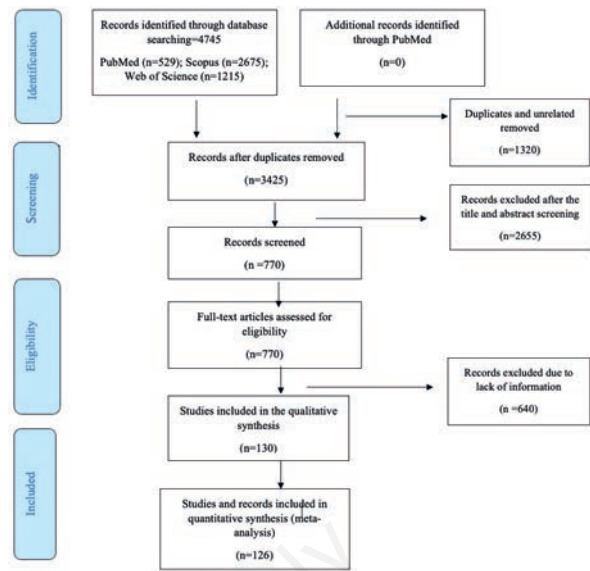 Identification
Records identified through database
searching=4745
PubMed (n=529); Scopus (n=2675);
Web of Science (n=1215)
Additional records identified
through PubMed
(n=0)
Duplicates and unrelated
removed
(n=1320)
Screening
Records after duplicates removed
(n=3425)
Records excluded after the
title and abstract screening
(n=2655)
Records screened
(n =770)
Eligibility
Full-text articles assessed for
eligibility
(n=770)
Records excluded due to
lack of information
(n =640)
Studies included in the qualitative
synthesis
(n=130)
Included
Studies and records included in
quantitative synthesis (meta-
analysis)
(n=126)